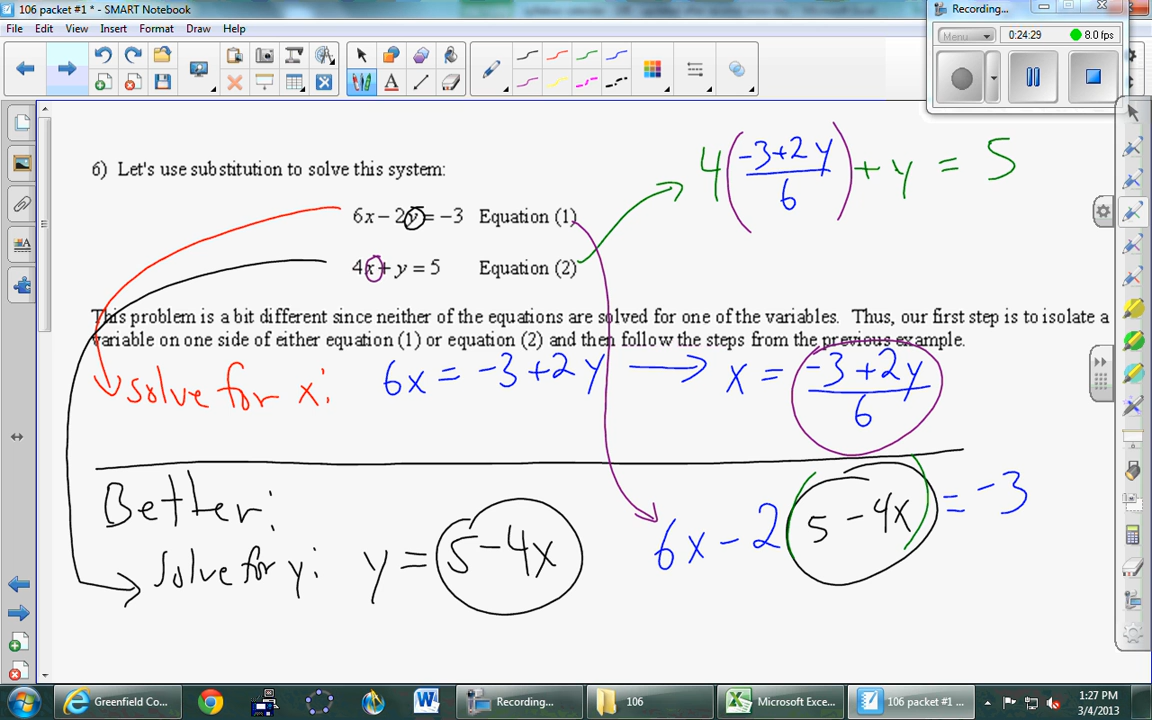 106 packet #1 * - SMART Notebook
Recording...
File Edit View Insert Format Draw Help
Menu
0:24:29
8.0 fps
6) Let's use substitution to solve this system:
4(-3+2y/6) + y = 5
6x − 2y = −3 Equation (1)
4x + y = 5 Equation (2)
This problem is a bit different since neither of the equations are solved for one of the variables. Thus, our first step is to isolate a
variable on one side of either equation (1) or equation (2) and then follow the steps from the previous example.
solve for x: 6x = -3+2y → x = -3+2y/6
Better:
6x - 2(5 - 4x) = -3
solve for y: y = 5-4x
Greenfield Co...
Recording...
106
Microsoft Exce...
106 packet #1 ...
1:27 PM
3/4/2013